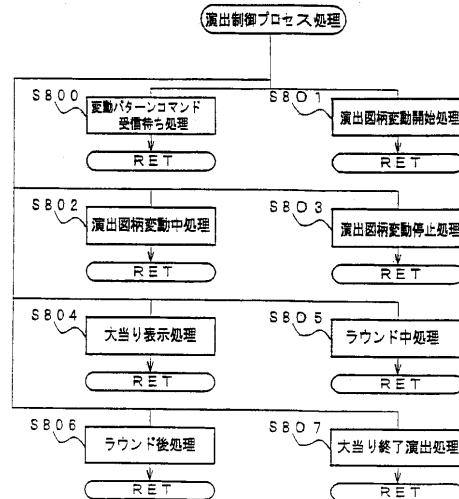 演出制御プロセス処理
S800
変動パターンコマンド
受信待ち処理
RET
S801
演出図柄変動開始処理
RET
S802
演出図柄変動中処理
RET
S803
演出図柄変動停止処理
RET
S804
大当り表示処理
RET
S805
ラウンド中処理
RET
S806
ラウンド後処理
RET
S807
大当り終了演出処理
RET